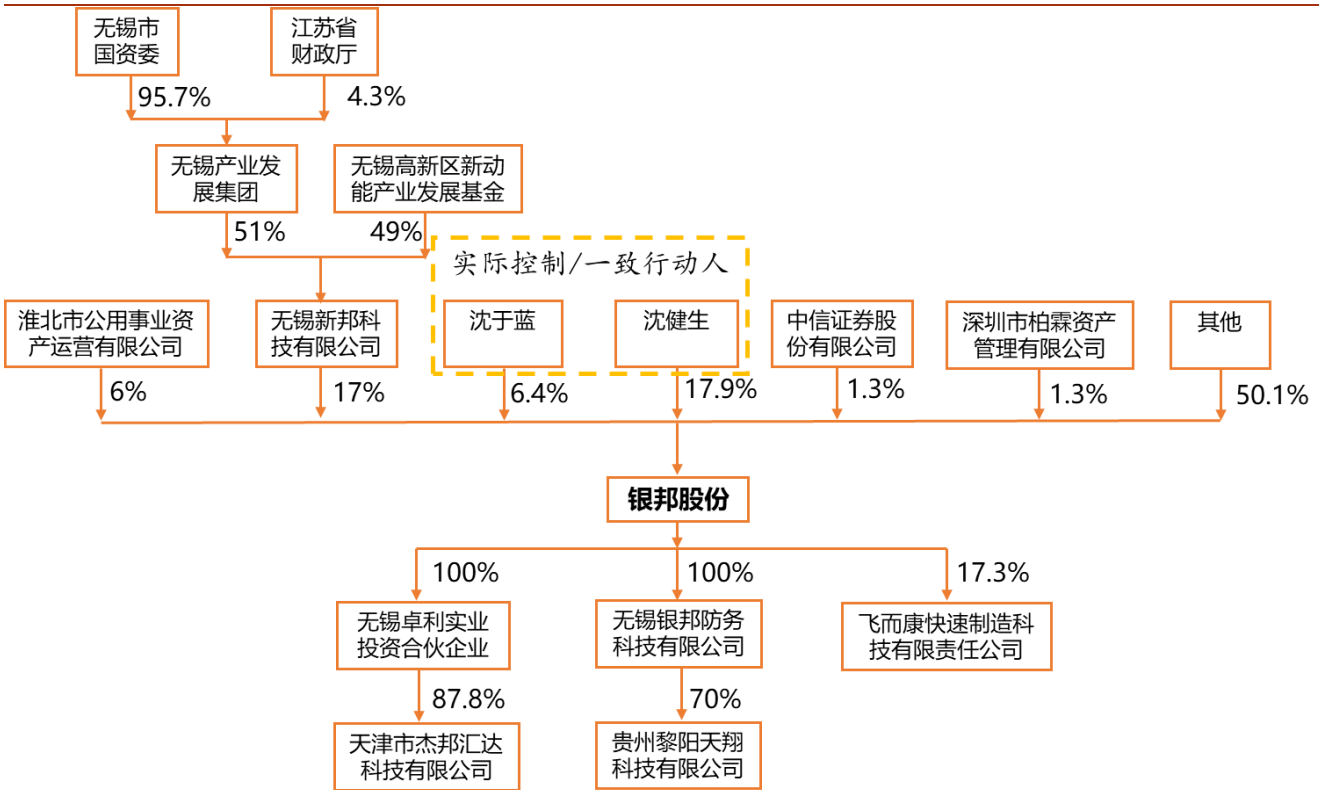 无锡市
国资委
江苏省
财政厅
95.7%
4.3%
无锡产业发
展集团
无锡高新区新动
能产业发展基金
51%
49%
实际控制/一致行动人
淮北市公用事业资
产运营有限公司
无锡新邦科
技有限公司
沈于蓝
沈健生
中信证券股
份有限公司
深圳市柏霖资产
管理有限公司
其他
6%
17%
6.4%
17.9%
1.3%
1.3%
50.1%
银邦股份
100%
100%
17.3%
无锡卓利实业
投资合伙企业
无锡银邦防务
科技有限公司
飞而康快速制造科
技有限责任公司
87.8%
70%
天津市杰邦汇达
科技有限公司
贵州黎阳天翔
科技有限公司